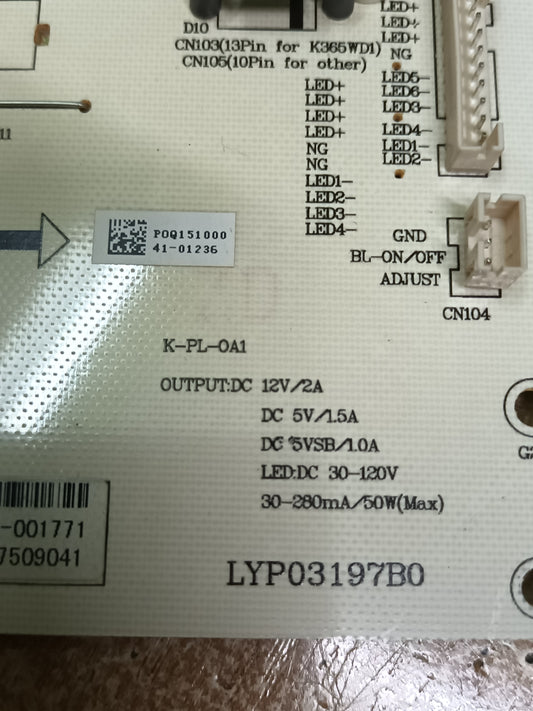 D10
CN103(13Pin for K365WD1)
CN105(10Pin for other)
LED+
LED+
LED+
NG
LED5-
LED6-
LED3-
LED4-
LED1-
LED2-
LED+
LED+
LED+
LED+
NG
NG
LED1-
LED2-
LED3-
LED4-
11
POQ151000
41-01236
GND
BL-ON/OFF
ADJUST
CN104
K-PL-OA1
OUTPUT:DC 12V/2A
DC 5V/1.5A
DC 5VSB/1.0A
LED:DC 30-120V
30-280mA/50W(Max)
-001771
7509041
LYP03197B0